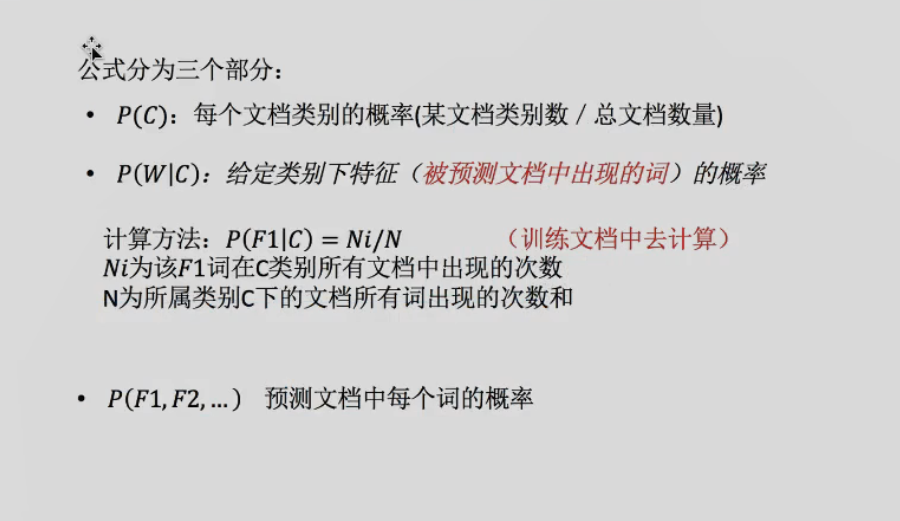 公式分为三个部分：
• P(C)：每个文档类别的概率(某文档类别数／总文档数量)
• P(W|C)：给定类别下特征（被预测文档中出现的词）的概率
计算方法：P(F1|C) = Ni/N （训练文档中去计算）
Ni为该F1词在C类别所有文档中出现的次数
N为所属类别C下的文档所有词出现的次数和
• P(F1,F2,…) 预测文档中每个词的概率